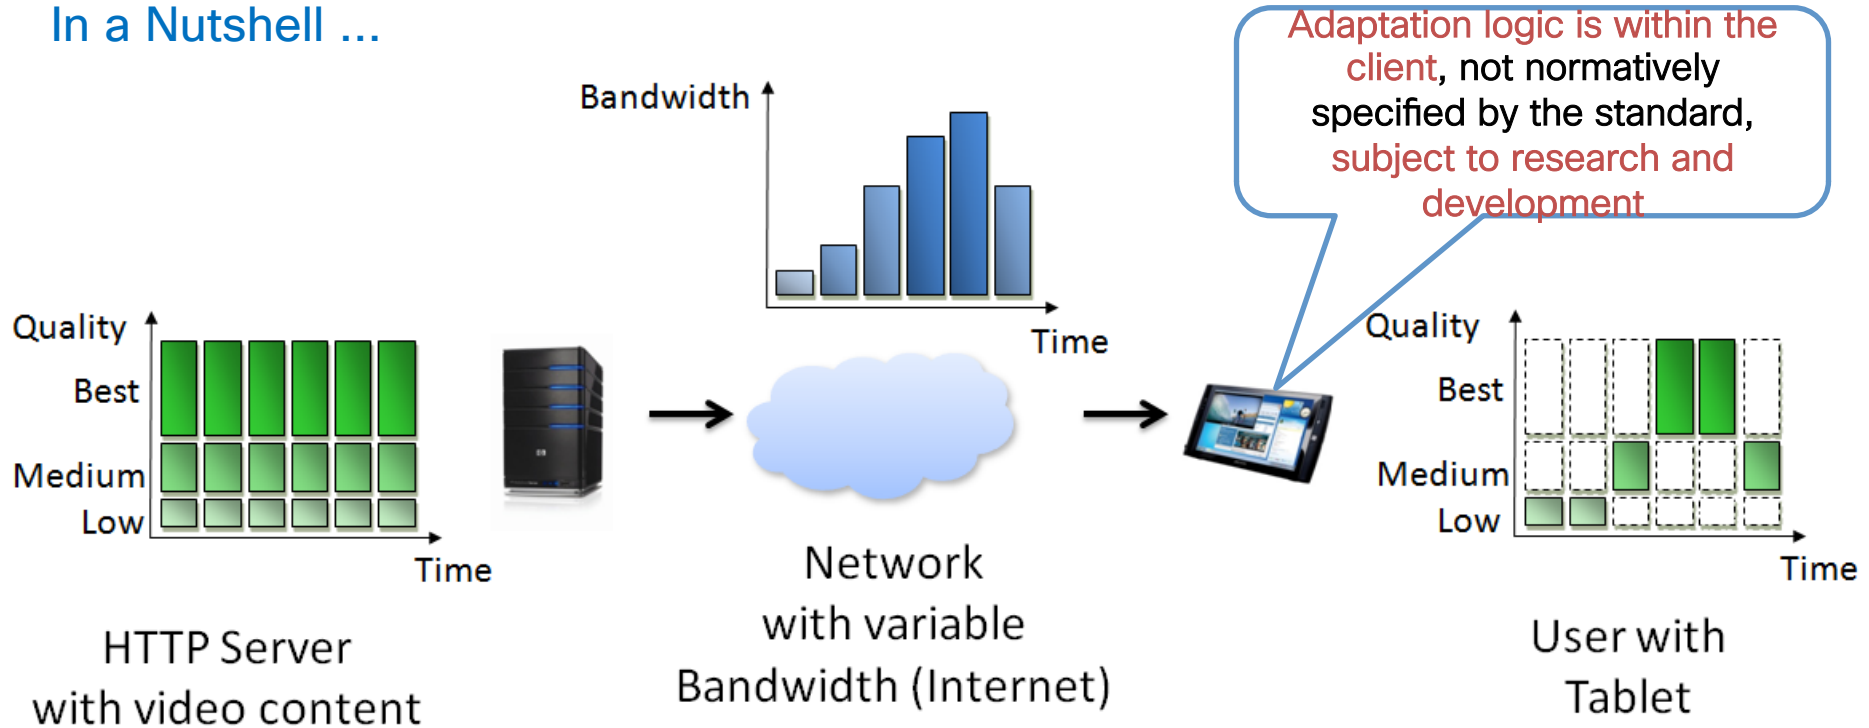 In a Nutshell ...
Adaptation logic is within the
client, not normatively
specified by the standard,
subject to research and
development
Bandwidth
Time
Quality
Best
Medium
Low
Time
Quality
Best
Medium
Low
Time
HTTP Server
with video content
Network
with variable
Bandwidth (Internet)
User with
Tablet